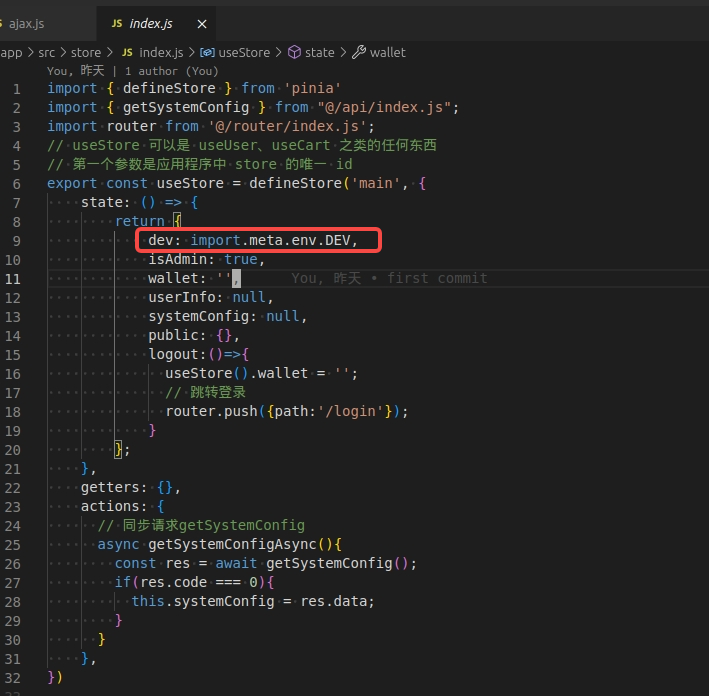 ajax.js
JS index.js ×
app > src > store > JS index.js > useStore > state > wallet
You, 昨天 | 1 author (You)
1 import { defineStore } from 'pinia'
2 import { getSystemConfig } from "@/api/index.js";
3 import router from '@/router/index.js';
4 // useStore 可以是 useUser、useCart 之类的任何东西
5 // 第一个参数是应用程序中 store 的唯一 id
6 export const useStore = defineStore('main', {
7 state: () => {
8 return {
9 dev: import.meta.env.DEV,
10 isAdmin: true,
11 wallet: '', You, 昨天 • first commit
12 userInfo: null,
13 systemConfig: null,
14 public: {},
15 logout:()=>{
16 useStore().wallet = '';
17 // 跳转登录
18 router.push({path:'/login'});
19 }
20 };
21 },
22 getters: {},
23 actions: {
24 // 同步请求getSystemConfig
25 async getSystemConfigAsync(){
26 const res = await getSystemConfig();
27 if(res.code === 0){
28 this.systemConfig = res.data;
29 }
30 }
31 },
32 })